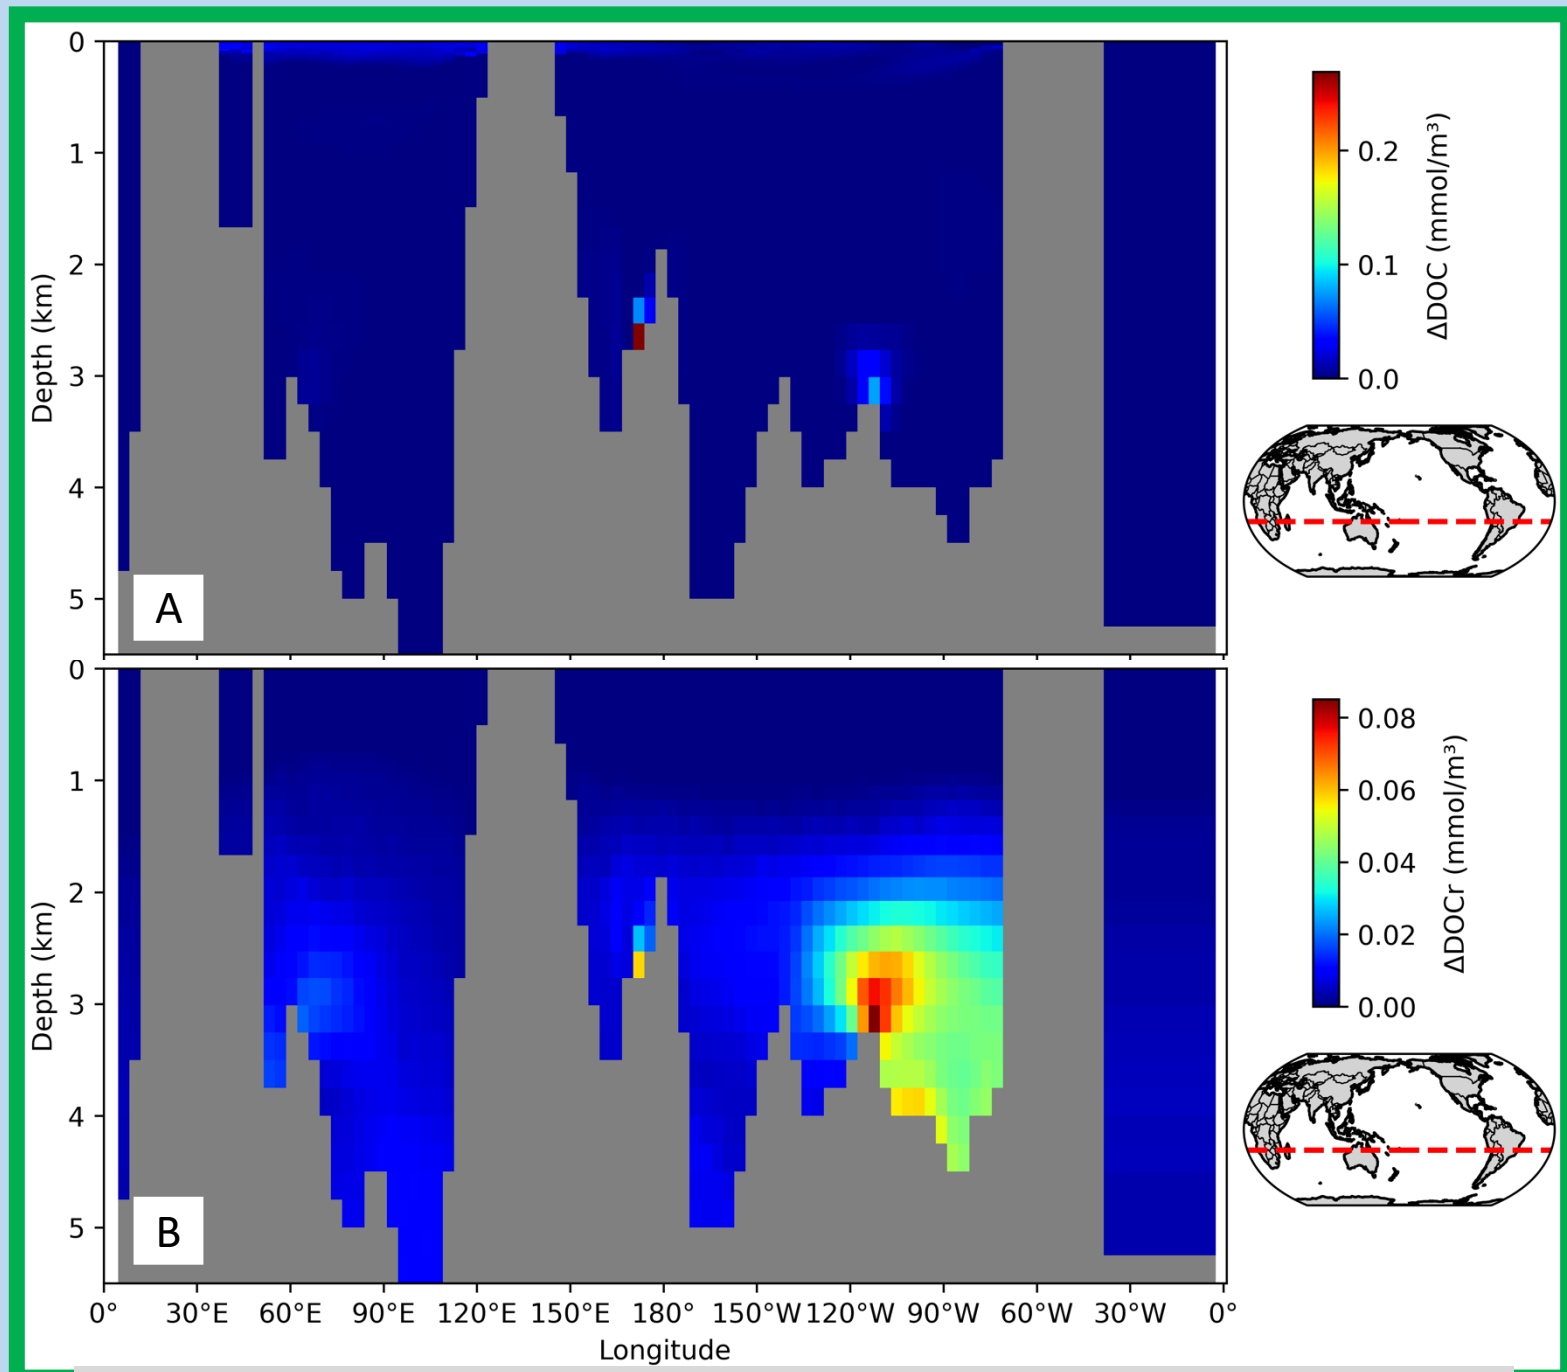 0
1
2
3
4
5
Depth (km)
A
0.2
0.1
0.0
ΔDOC (mmol/m³)
0
1
2
3
4
5
Depth (km)
B
0.08
0.06
0.04
0.02
0.00
ΔDOCr (mmol/m³)
0° 30°E 60°E 90°E 120°E 150°E 180° 150°W 120°W 90°W 60°W 30°W 0°
Longitude